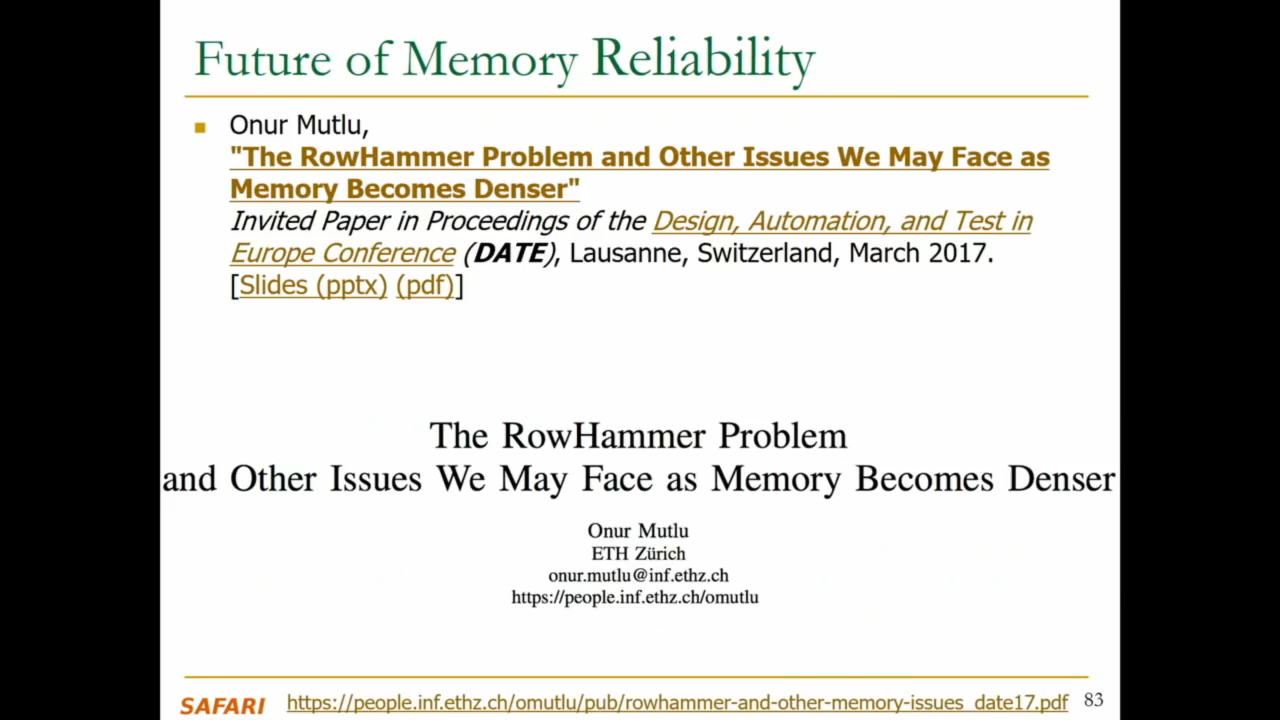 Future of Memory Reliability
Onur Mutlu,
"The RowHammer Problem and Other Issues We May Face as
Memory Becomes Denser"
Invited Paper in Proceedings of the Design, Automation, and Test in
Europe Conference (DATE), Lausanne, Switzerland, March 2017.
[Slides (pptx) (pdf)]
The RowHammer Problem
and Other Issues We May Face as Memory Becomes Denser
Onur Mutlu
ETH Zürich
onur.mutlu@inf.ethz.ch
https://people.inf.ethz.ch/omutlu
SAFARI https://people.inf.ethz.ch/omutlu/pub/rowhammer-and-other-memory-issues_date17.pdf 83